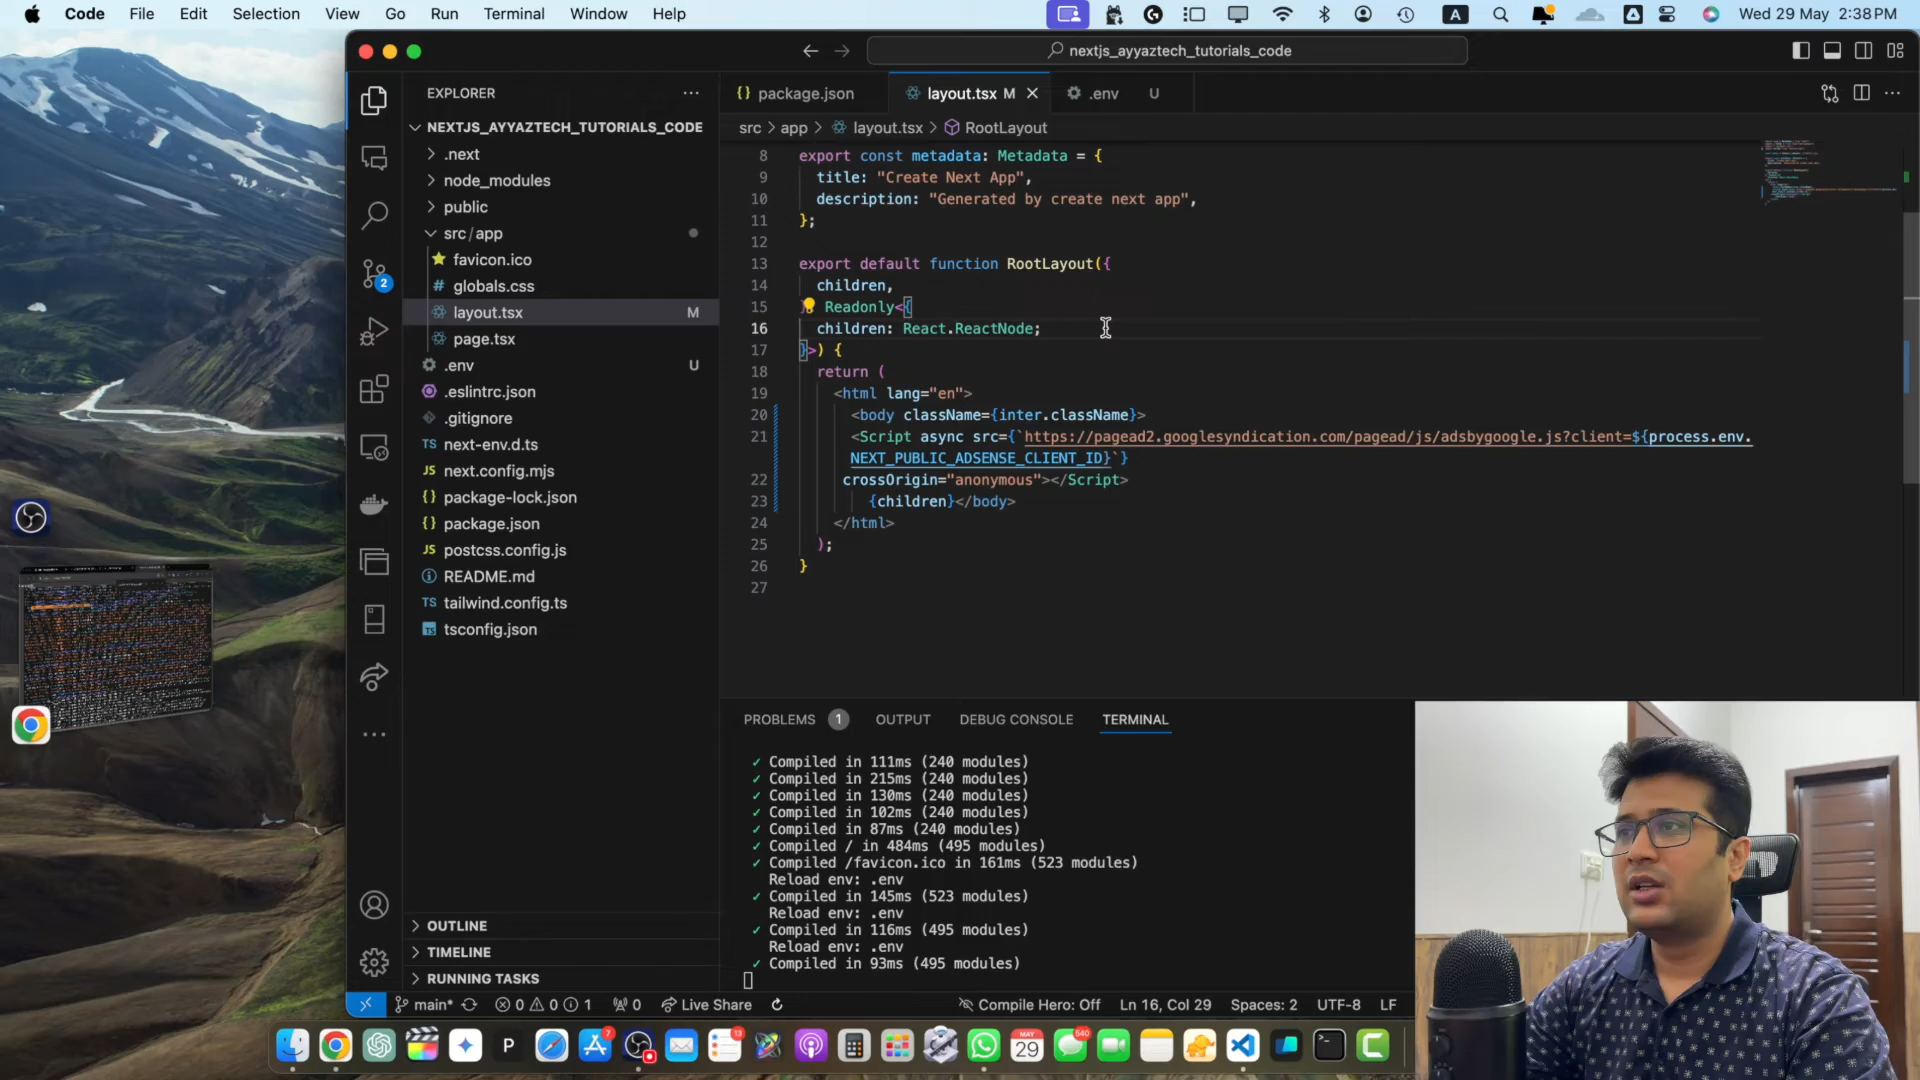 Code File Edit Selection View Go Run Terminal Window Help
A Wed 29 May 2:38 PM
nextjs_ayyaztech_tutorials_code
EXPLORER
NEXTJS_AYYAZTECH_TUTORIALS_CODE
.next
node_modules
public
src/app
favicon.ico
# globals.css
layout.tsx M
page.tsx
.env U
.eslintrc.json
.gitignore
TS next-env.d.ts
JS next.config.mjs
{} package-lock.json
{} package.json
JS postcss.config.js
README.md
TS tailwind.config.ts
tsconfig.json
2
OUTLINE
TIMELINE
RUNNING TASKS
{} package.json layout.tsx M .env U
src > app > layout.tsx > RootLayout
8 export const metadata: Metadata = {
9 title: "Create Next App",
10 description: "Generated by create next app",
11 };
12
13 export default function RootLayout({
14 children,
15 Readonly<{
16 children: React.ReactNode;
17 }>) {
18 return (
19 <html lang="en">
20 <body className={inter.className}>
21 <Script async src={`https://pagead2.googlesyndication.com/pagead/js/adsbygoogle.js?client=${process.env.
NEXT_PUBLIC_ADSENSE_CLIENT_ID}`}
22 crossOrigin="anonymous"></Script>
23 {children}</body>
24 </html>
25 );
26 }
27
PROBLEMS 1 OUTPUT DEBUG CONSOLE TERMINAL
✓ Compiled in 111ms (240 modules)
✓ Compiled in 215ms (240 modules)
✓ Compiled in 130ms (240 modules)
✓ Compiled in 102ms (240 modules)
✓ Compiled in 87ms (240 modules)
✓ Compiled / in 484ms (495 modules)
✓ Compiled /favicon.ico in 161ms (523 modules)
Reload env: .env
✓ Compiled in 145ms (523 modules)
Reload env: .env
✓ Compiled in 116ms (495 modules)
Reload env: .env
✓ Compiled in 93ms (495 modules)
main* 0 0 1 0 Live Share Compile Hero: Off Ln 16, Col 29 Spaces: 2 UTF-8 LF
P 7 13 MAY 29 640